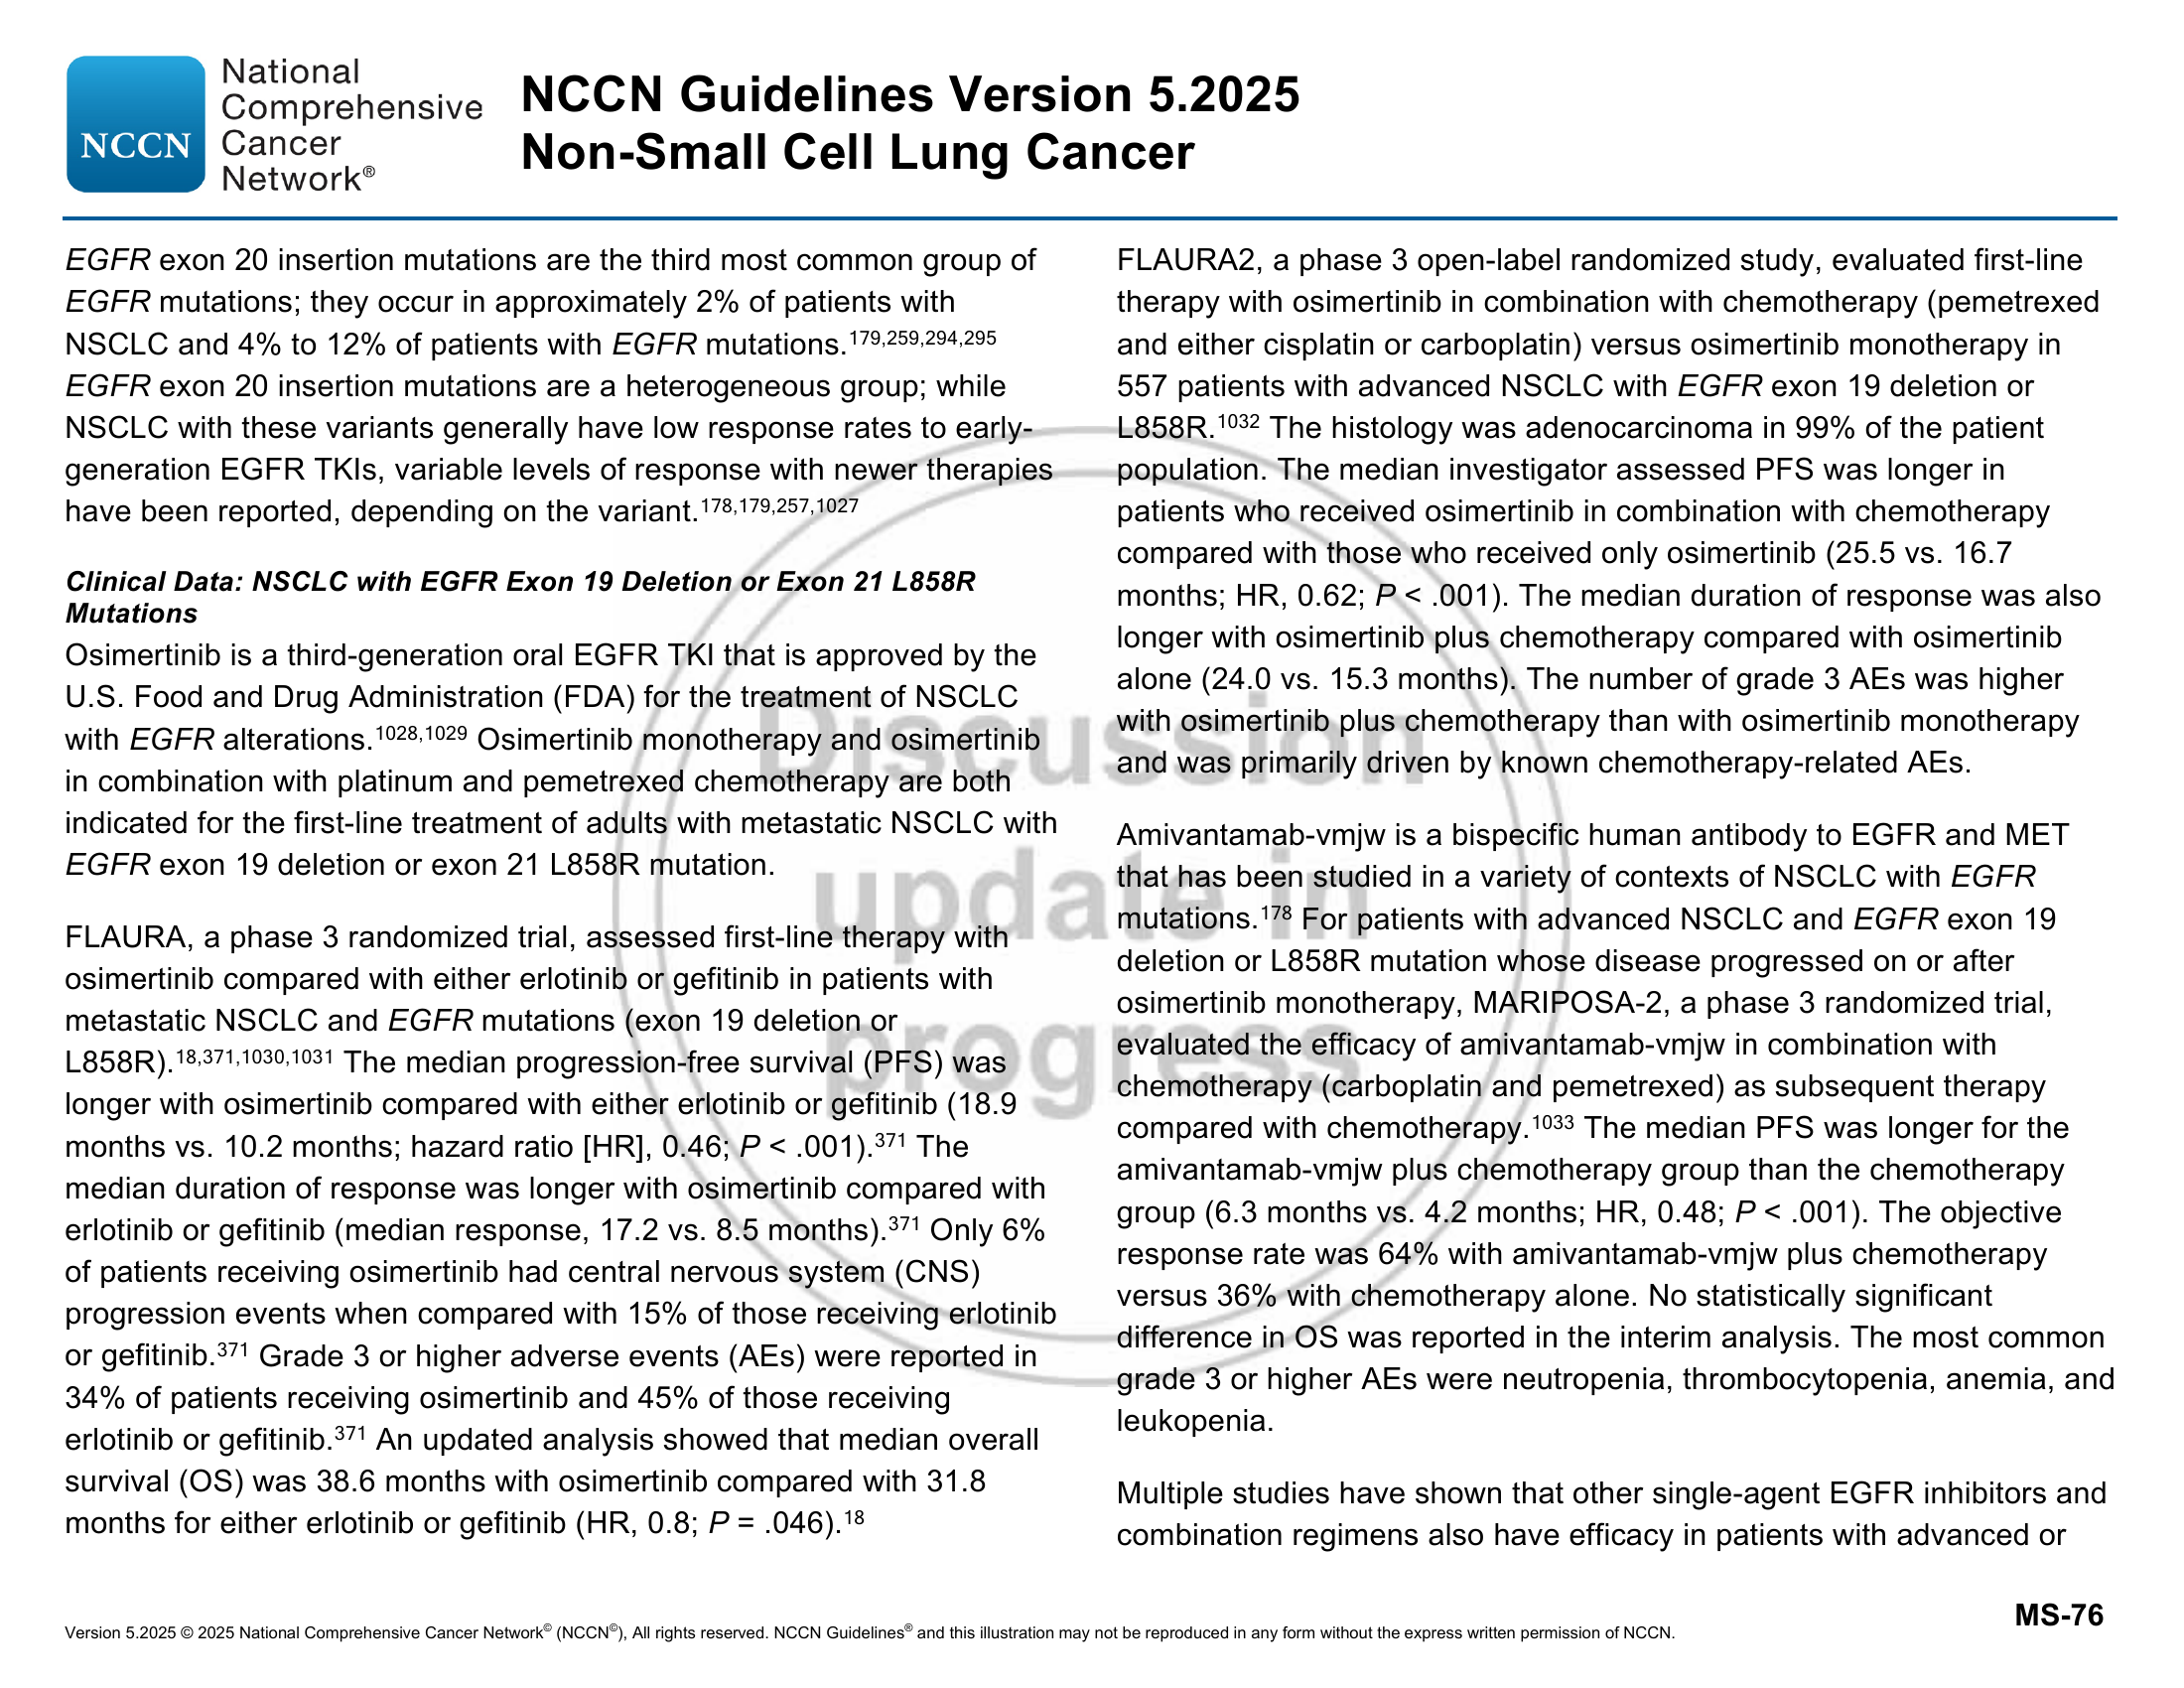 National
Comprehensive
NCCN Cancer
Network®
NCCN Guidelines Version 5.2025
Non-Small Cell Lung Cancer
EGFR exon 20 insertion mutations are the third most common group of
EGFR mutations; they occur in approximately 2% of patients with
NSCLC and 4% to 12% of patients with EGFR mutations.179,259,294,295
EGFR exon 20 insertion mutations are a heterogeneous group; while
NSCLC with these variants generally have low response rates to early-
generation EGFR TKIs, variable levels of response with newer therapies
have been reported, depending on the variant.178,179,257,1027
Clinical Data: NSCLC with EGFR Exon 19 Deletion or Exon 21 L858R
Mutations
Osimertinib is a third-generation oral EGFR TKI that is approved by the
U.S. Food and Drug Administration (FDA) for the treatment of NSCLC
with EGFR alterations.1028,1029 Osimertinib monotherapy and osimertinib
in combination with platinum and pemetrexed chemotherapy are both
indicated for the first-line treatment of adults with metastatic NSCLC with
EGFR exon 19 deletion or exon 21 L858R mutation.
FLAURA, a phase 3 randomized trial, assessed first-line therapy with
osimertinib compared with either erlotinib or gefitinib in patients with
metastatic NSCLC and EGFR mutations (exon 19 deletion or
L858R).18,371,1030,1031 The median progression-free survival (PFS) was
longer with osimertinib compared with either erlotinib or gefitinib (18.9
months vs. 10.2 months; hazard ratio [HR], 0.46; P < .001).371 The
median duration of response was longer with osimertinib compared with
erlotinib or gefitinib (median response, 17.2 vs. 8.5 months).371 Only 6%
of patients receiving osimertinib had central nervous system (CNS)
progression events when compared with 15% of those receiving erlotinib
or gefitinib.371 Grade 3 or higher adverse events (AEs) were reported in
34% of patients receiving osimertinib and 45% of those receiving
erlotinib or gefitinib.371 An updated analysis showed that median overall
survival (OS) was 38.6 months with osimertinib compared with 31.8
months for either erlotinib or gefitinib (HR, 0.8; P = .046).18
FLAURA2, a phase 3 open-label randomized study, evaluated first-line
therapy with osimertinib in combination with chemotherapy (pemetrexed
and either cisplatin or carboplatin) versus osimertinib monotherapy in
557 patients with advanced NSCLC with EGFR exon 19 deletion or
L858R.1032 The histology was adenocarcinoma in 99% of the patient
population. The median investigator assessed PFS was longer in
patients who received osimertinib in combination with chemotherapy
compared with those who received only osimertinib (25.5 vs. 16.7
months; HR, 0.62; P < .001). The median duration of response was also
longer with osimertinib plus chemotherapy compared with osimertinib
alone (24.0 vs. 15.3 months). The number of grade 3 AEs was higher
with osimertinib plus chemotherapy than with osimertinib monotherapy
and was primarily driven by known chemotherapy-related AEs.
Amivantamab-vmjw is a bispecific human antibody to EGFR and MET
that has been studied in a variety of contexts of NSCLC with EGFR
mutations.178 For patients with advanced NSCLC and EGFR exon 19
deletion or L858R mutation whose disease progressed on or after
osimertinib monotherapy, MARIPOSA-2, a phase 3 randomized trial,
evaluated the efficacy of amivantamab-vmjw in combination with
chemotherapy (carboplatin and pemetrexed) as subsequent therapy
compared with chemotherapy.1033 The median PFS was longer for the
amivantamab-vmjw plus chemotherapy group than the chemotherapy
group (6.3 months vs. 4.2 months; HR, 0.48; P < .001). The objective
response rate was 64% with amivantamab-vmjw plus chemotherapy
versus 36% with chemotherapy alone. No statistically significant
difference in OS was reported in the interim analysis. The most common
grade 3 or higher AEs were neutropenia, thrombocytopenia, anemia, and
leukopenia.
Multiple studies have shown that other single-agent EGFR inhibitors and
combination regimens also have efficacy in patients with advanced or
Discussion
update in
progress
MS-76
Version 5.2025 © 2025 National Comprehensive Cancer Network© (NCCN©), All rights reserved. NCCN Guidelines® and this illustration may not be reproduced in any form without the express written permission of NCCN.